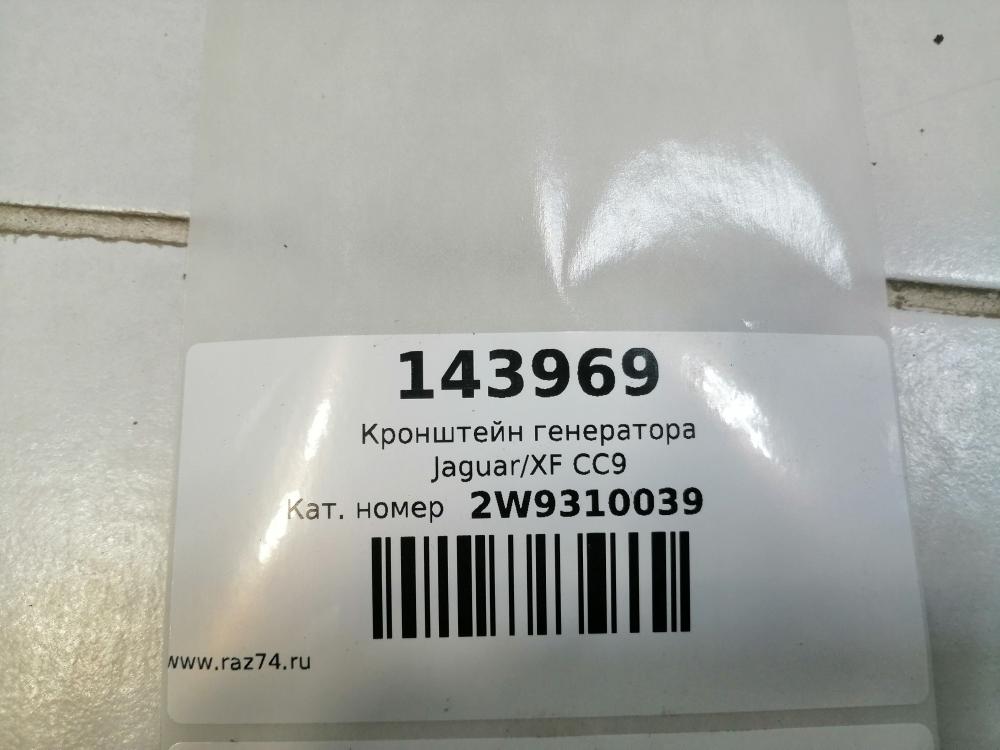 143969
Кронштейн генератора
Jaguar/XF CC9
Кат. номер 2W9310039
www.raz74.ru